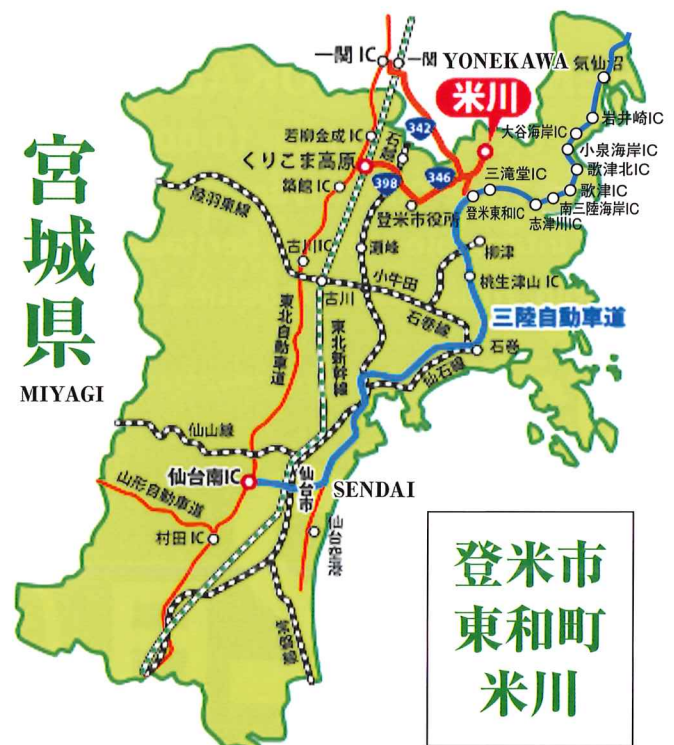 宮城県
MIYAGI
一関 IC
一関
YONEKAWA
気仙沼
米川
342
岩井崎IC
大谷海岸IC
若柳金成 IC
石越
小泉海岸IC
くりこま高原
歌津北IC
三滝堂IC
346
398
築館 IC
歌津IC
陸羽東線
登米市役所
登米東和IC
南三陸海岸IC
志津川IC
古川IC
瀬峰
柳津
小牛田
桃生津山 IC
古川
石巻線
三陸自動車道
東北自動車道
東北新幹線
石巻
仙石線
仙山線
仙台南IC
仙台市
SENDAI
山形自動車道
村田 IC
仙台空港
常磐線
登米市
東和町
米川